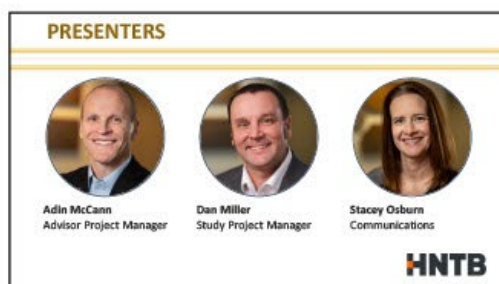 PRESENTERS
Adin McCann
Advisor Project Manager
Dan Miller
Study Project Manager
Stacey Osburn
Communications
HNTB